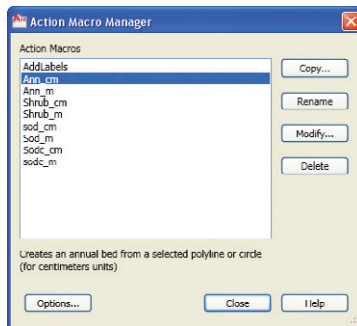 Action Macro Manager
Action Macros
AddLabels
Ann_cm
Ann_m
Shrub_cm
Shrub_m
sod_cm
Sod_m
Sodc_cm
sodc_m
Copy...
Rename
Modify...
Delete
Creates an annual bed from a selected polyline or circle
(for centimeters units)
Options...
Close
Help